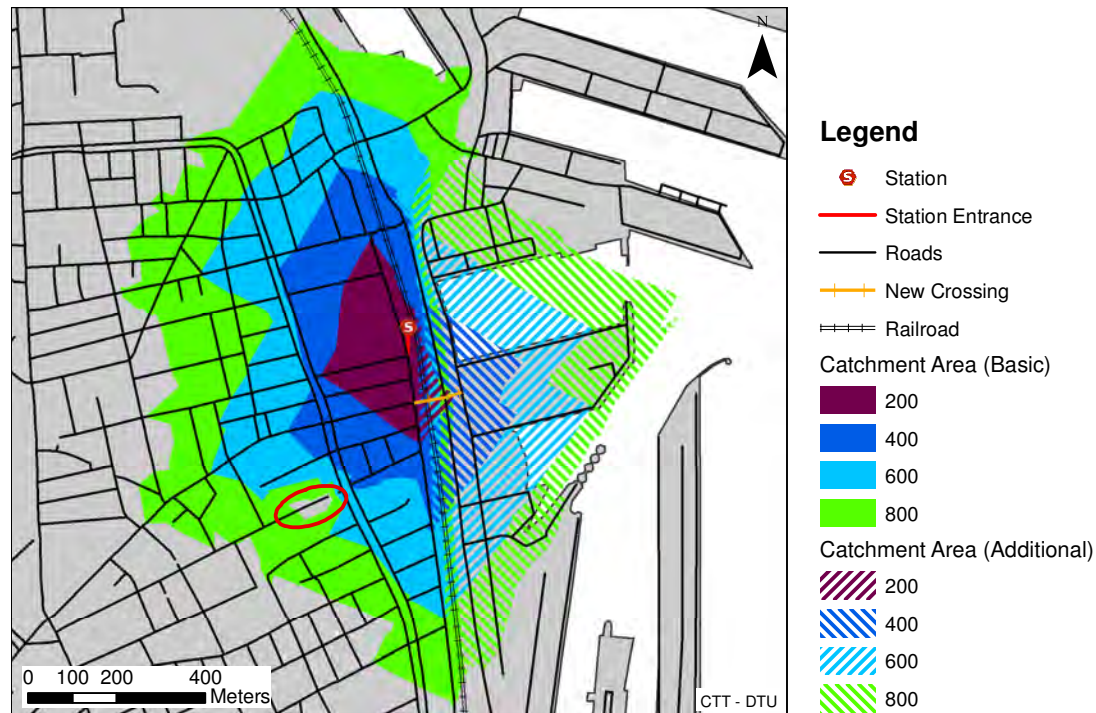 N
S
0 100 200 400
Meters
CTT - DTU
Legend
S Station
Station Entrance
Roads
New Crossing
Railroad
Catchment Area (Basic)
200
400
600
800
Catchment Area (Additional)
200
400
600
800